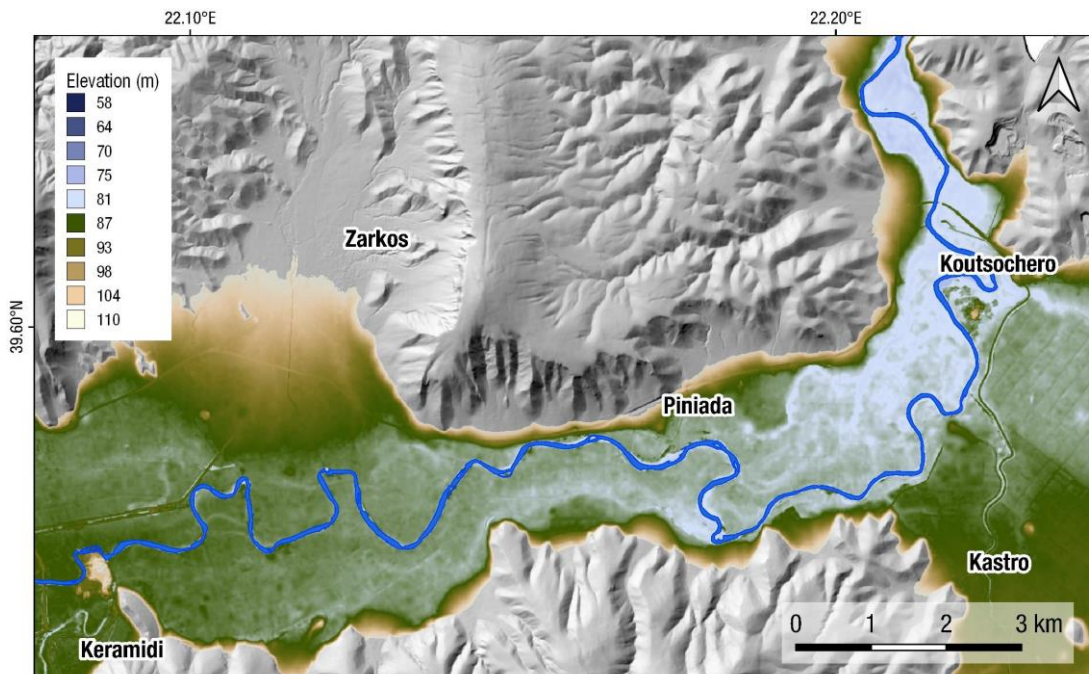 22.10°E
22.20°E
Elevation (m)
58
64
70
75
81
87
93
98
104
110
39.60°N
Zarkos
Koutsochero
Piniada
Kastro
Keramidi
0 1 2 3 km